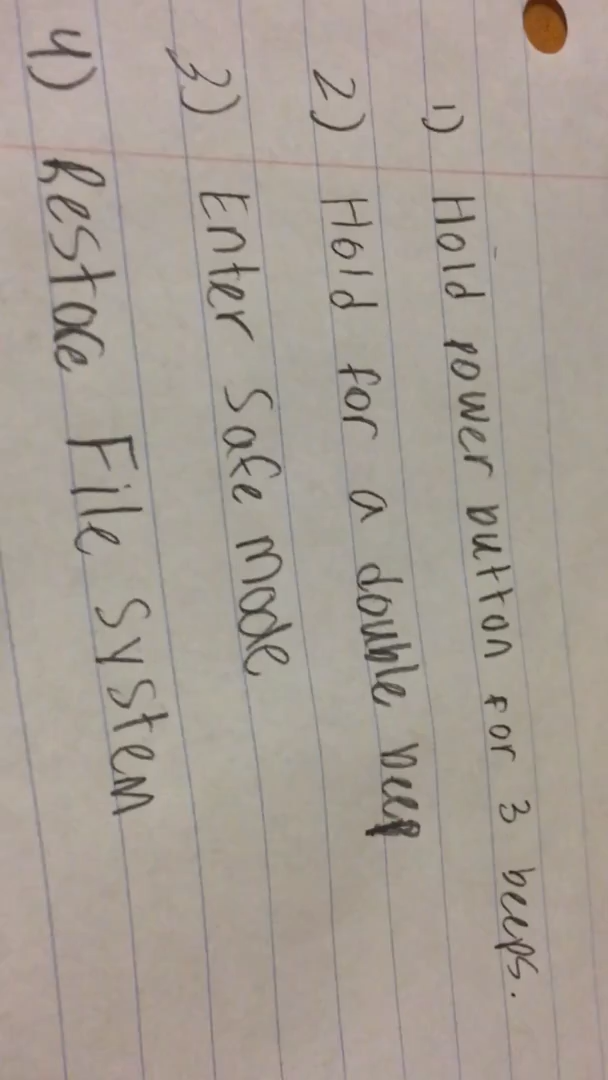 1) Hold power button for 3 beeps.
2) Hold for a double beep
3) Enter Safe Mode
4) Restore File System